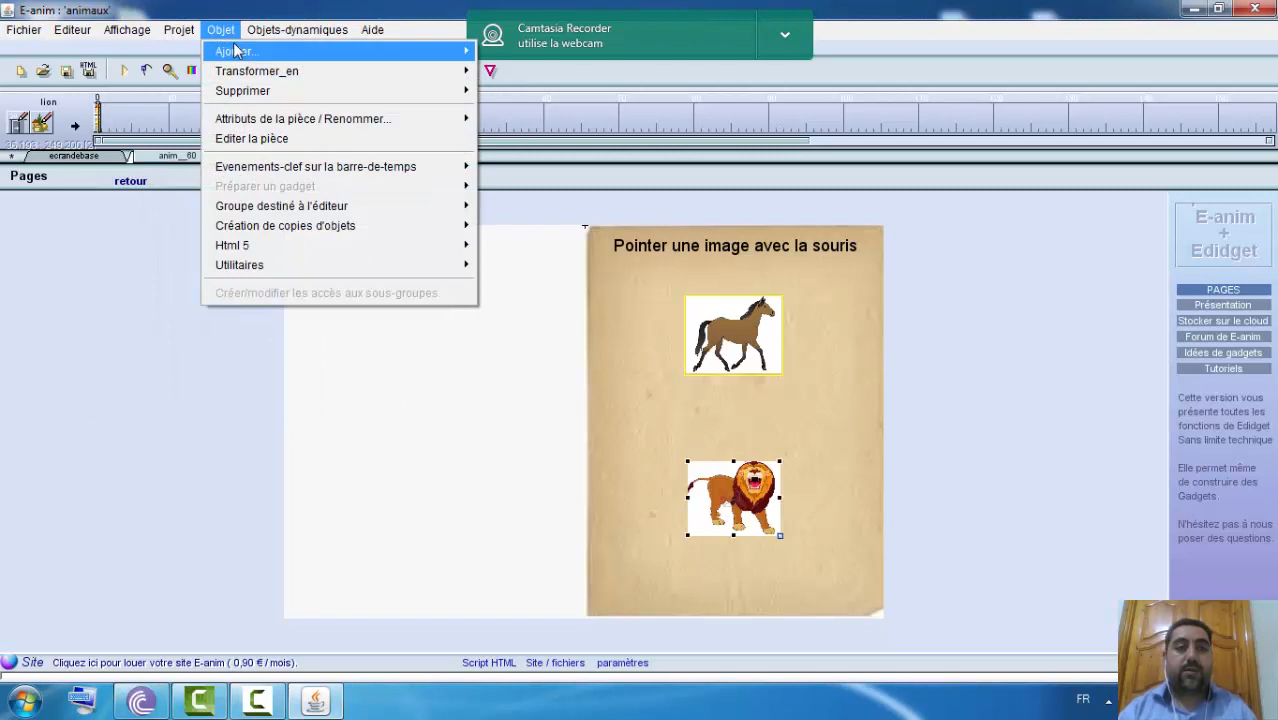 E-anim : 'animaux'
Fichier Editeur Affichage Projet Objet Objets-dynamiques Aide
Camtasia Recorder
utilise la webcam
Ajouter...
Transformer_en
Supprimer
Attributs de la pièce / Renommer...
Editer la pièce
Evenements-clef sur la barre-de-temps
Préparer un gadget
Groupe destiné à l'éditeur
Création de copies d'objets
Html 5
Utilitaires
Créer/modifier les accès aux sous-groupes.
HTML
lion
0
ecrandebase
anim__60
Pages
retour
Pointer une image avec la souris
E-anim
+
Edidget
PAGES
Présentation
Stocker sur le cloud
Forum de E-anim
Idées de gadgets
Tutoriels
Cette version vous
présente toutes les
fonctions de Edidget
Sans limite technique
Elle permet même
de construire des
Gadgets.
N'hésitez pas à nous
poser des questions.
Site Cliquez ici pour louer votre site E-anim ( 0,90 € / mois).
Script HTML Site / fichiers paramètres
FR